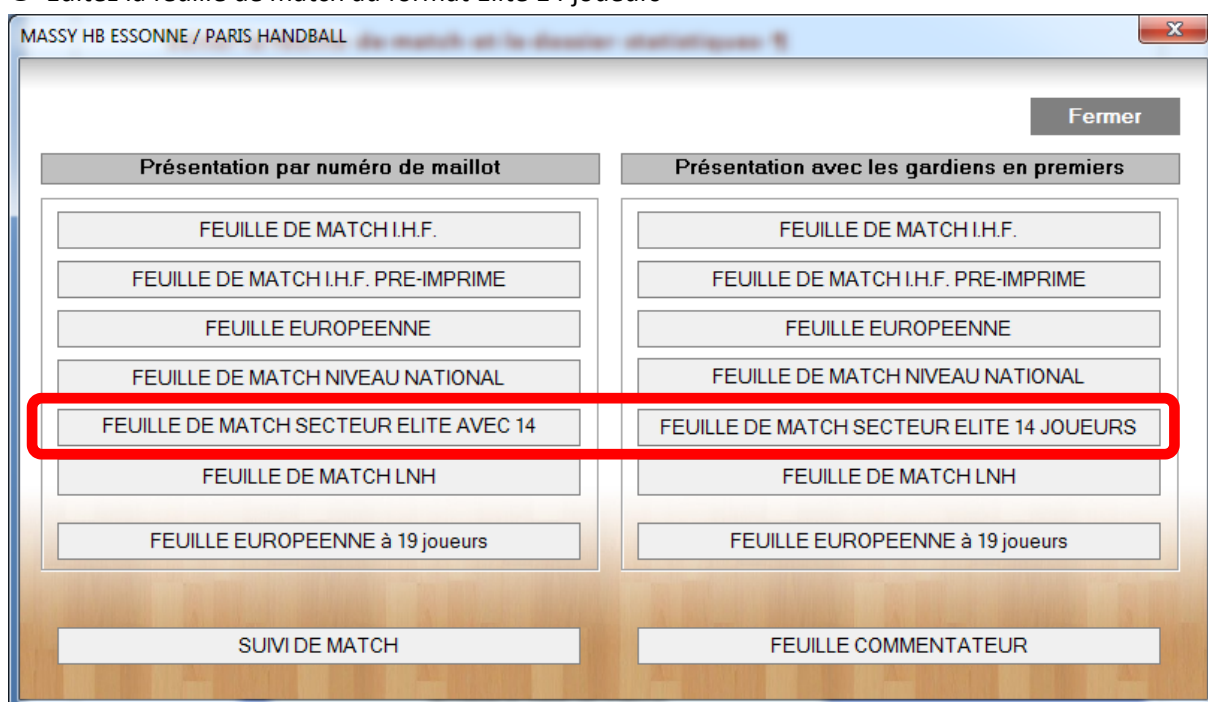 MASSY HB ESSONNE / PARIS HANDBALL
Fermer
Présentation par numéro de maillot
Présentation avec les gardiens en premiers
FEUILLE DE MATCH I.H.F.
FEUILLE DE MATCH I.H.F.
FEUILLE DE MATCH I.H.F. PRE-IMPRIME
FEUILLE DE MATCH I.H.F. PRE-IMPRIME
FEUILLE EUROPEENNE
FEUILLE EUROPEENNE
FEUILLE DE MATCH NIVEAU NATIONAL
FEUILLE DE MATCH NIVEAU NATIONAL
FEUILLE DE MATCH SECTEUR ELITE AVEC 14
FEUILLE DE MATCH SECTEUR ELITE 14 JOUEURS
FEUILLE DE MATCH LNH
FEUILLE DE MATCH LNH
FEUILLE EUROPEENNE à 19 joueurs
FEUILLE EUROPEENNE à 19 joueurs
SUIVI DE MATCH
FEUILLE COMMENTATEUR